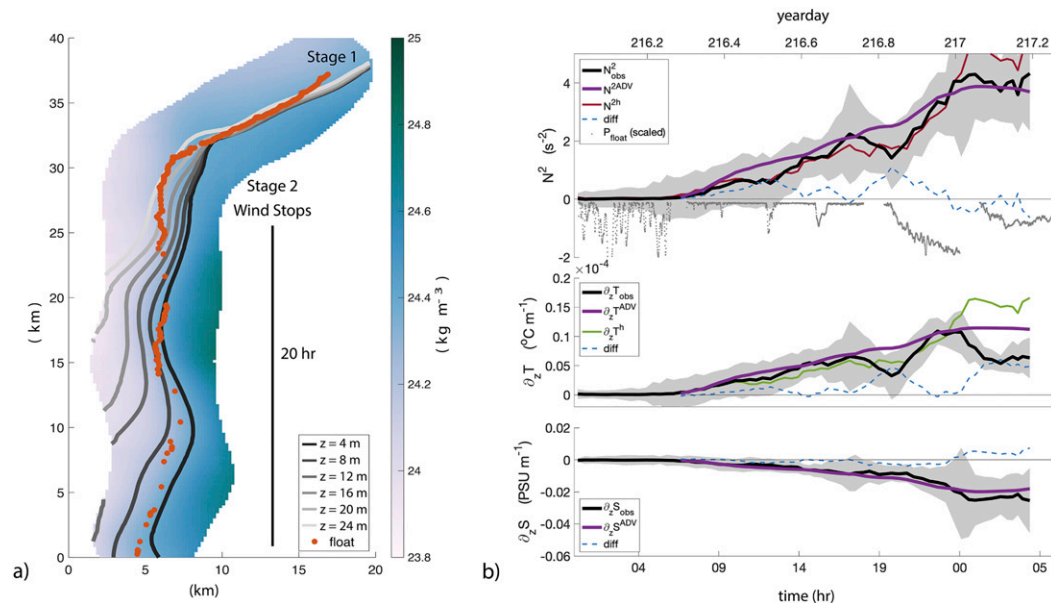 40
35
30
25
20
15
10
5
0
(km)
0
5
10
15
20
(km)
Stage 1
Stage 2
Wind Stops
20 hr
z = 4 m
z = 8 m
z = 12 m
z = 16 m
z = 20 m
z = 24 m
float
25
24.8
24.6
24.4
24.2
24
23.8
(kg m⁻³)
a)
yearday
216.2
216.4
216.6
216.8
217
217.2
N²obs
N²ADV
N²h
diff
Pfloat (scaled)
4
2
0
-2
N² (s⁻²)
× 10⁻⁴
∂zTobs
∂zTADV
∂zTh
diff
0.2
0.15
0.1
0.05
0
∂zT (°C m⁻¹)
0.02
0
-0.02
-0.04
-0.06
∂zS (PSU m⁻¹)
∂zSobs
∂zSADV
diff
04
09
14
19
00
05
time (hr)
b)